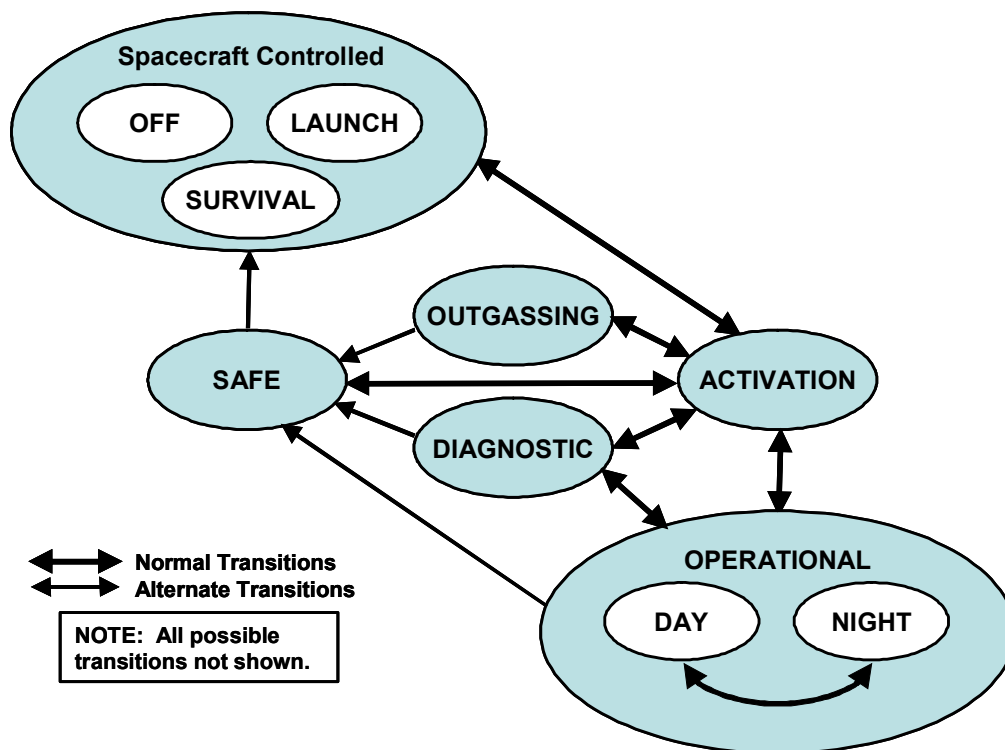 Spacecraft Controlled
OFF
LAUNCH
SURVIVAL
OUTGASSING
SAFE
ACTIVATION
DIAGNOSTIC
OPERATIONAL
DAY
NIGHT
Normal Transitions
Alternate Transitions
NOTE:  All possible
transitions not shown.